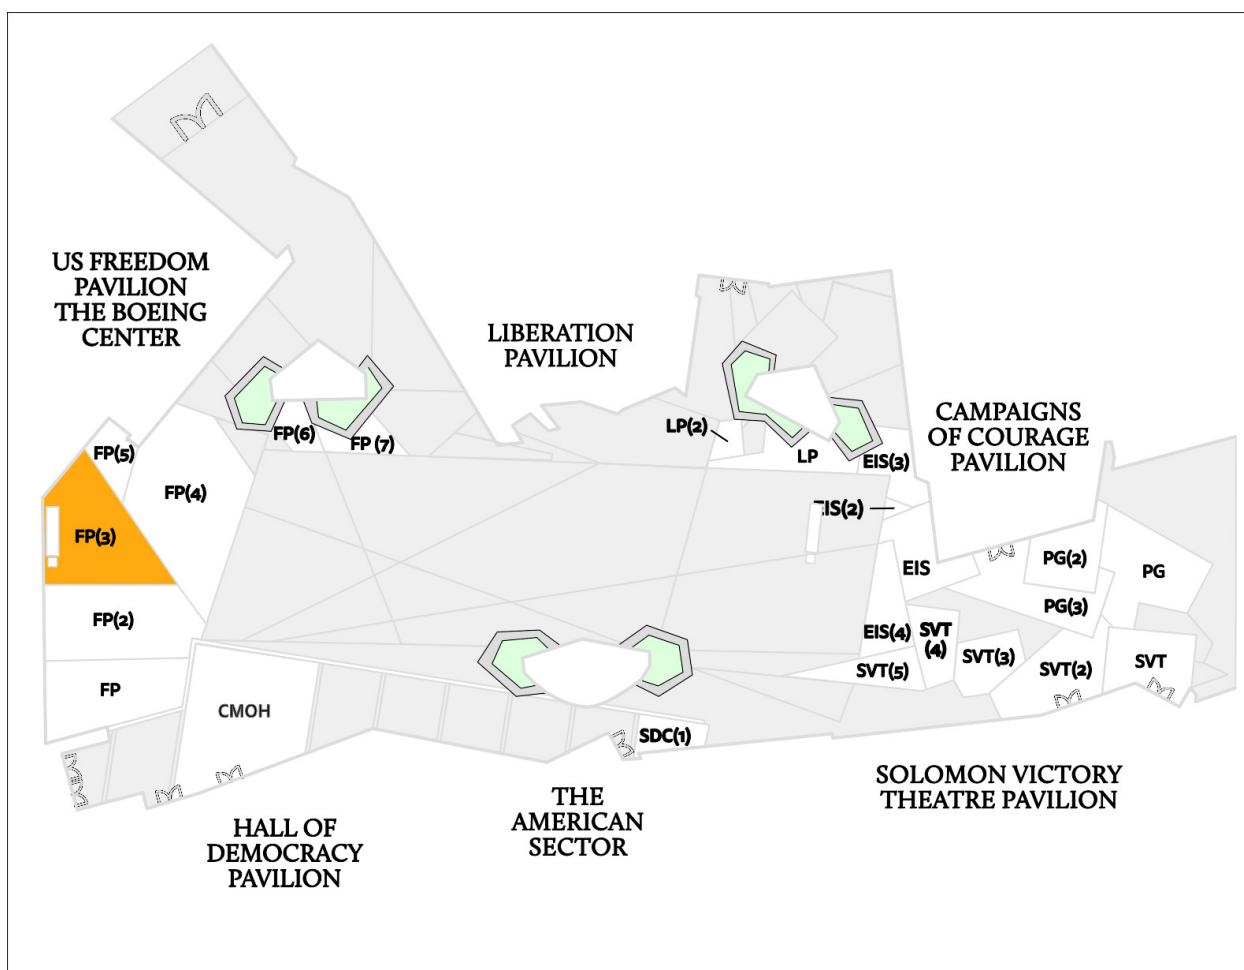 US FREEDOM
PAVILION
THE BOEING
CENTER
LIBERATION
PAVILION
CAMPAIGNS
OF COURAGE
PAVILION
FP(5)
FP(6)
FP (7)
LP(2)
LP
EIS(3)
FP(4)
EIS(2)
FP(3)
EIS
PG(2)
PG
PG(3)
FP(2)
EIS(4)
SVT
(4)
SVT(3)
SVT(5)
SVT(2)
SVT
FP
CMOH
SDC(1)
SOLOMON VICTORY
THEATRE PAVILION
THE
AMERICAN
SECTOR
HALL OF
DEMOCRACY
PAVILION